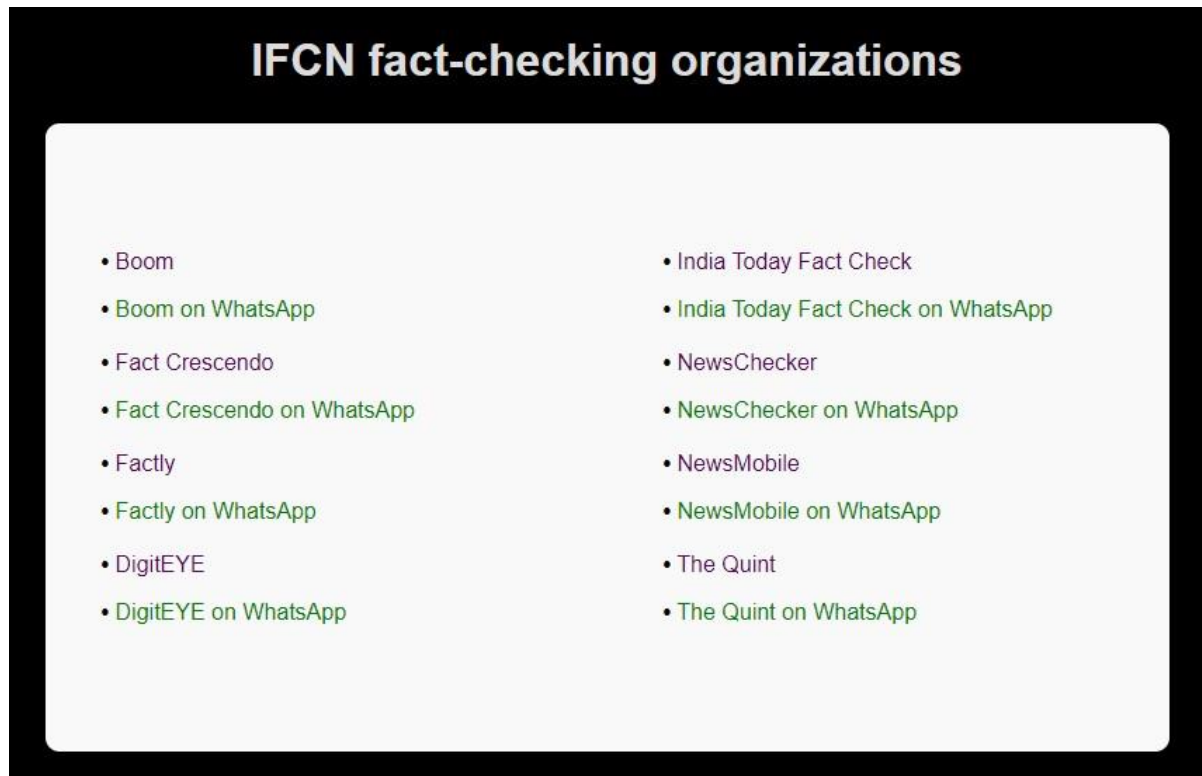 IFCN fact-checking organizations
• Boom
• Boom on WhatsApp
• Fact Crescendo
• Fact Crescendo on WhatsApp
• Factly
• Factly on WhatsApp
• DigitEYE
• DigitEYE on WhatsApp
• India Today Fact Check
• India Today Fact Check on WhatsApp
• NewsChecker
• NewsChecker on WhatsApp
• NewsMobile
• NewsMobile on WhatsApp
• The Quint
• The Quint on WhatsApp